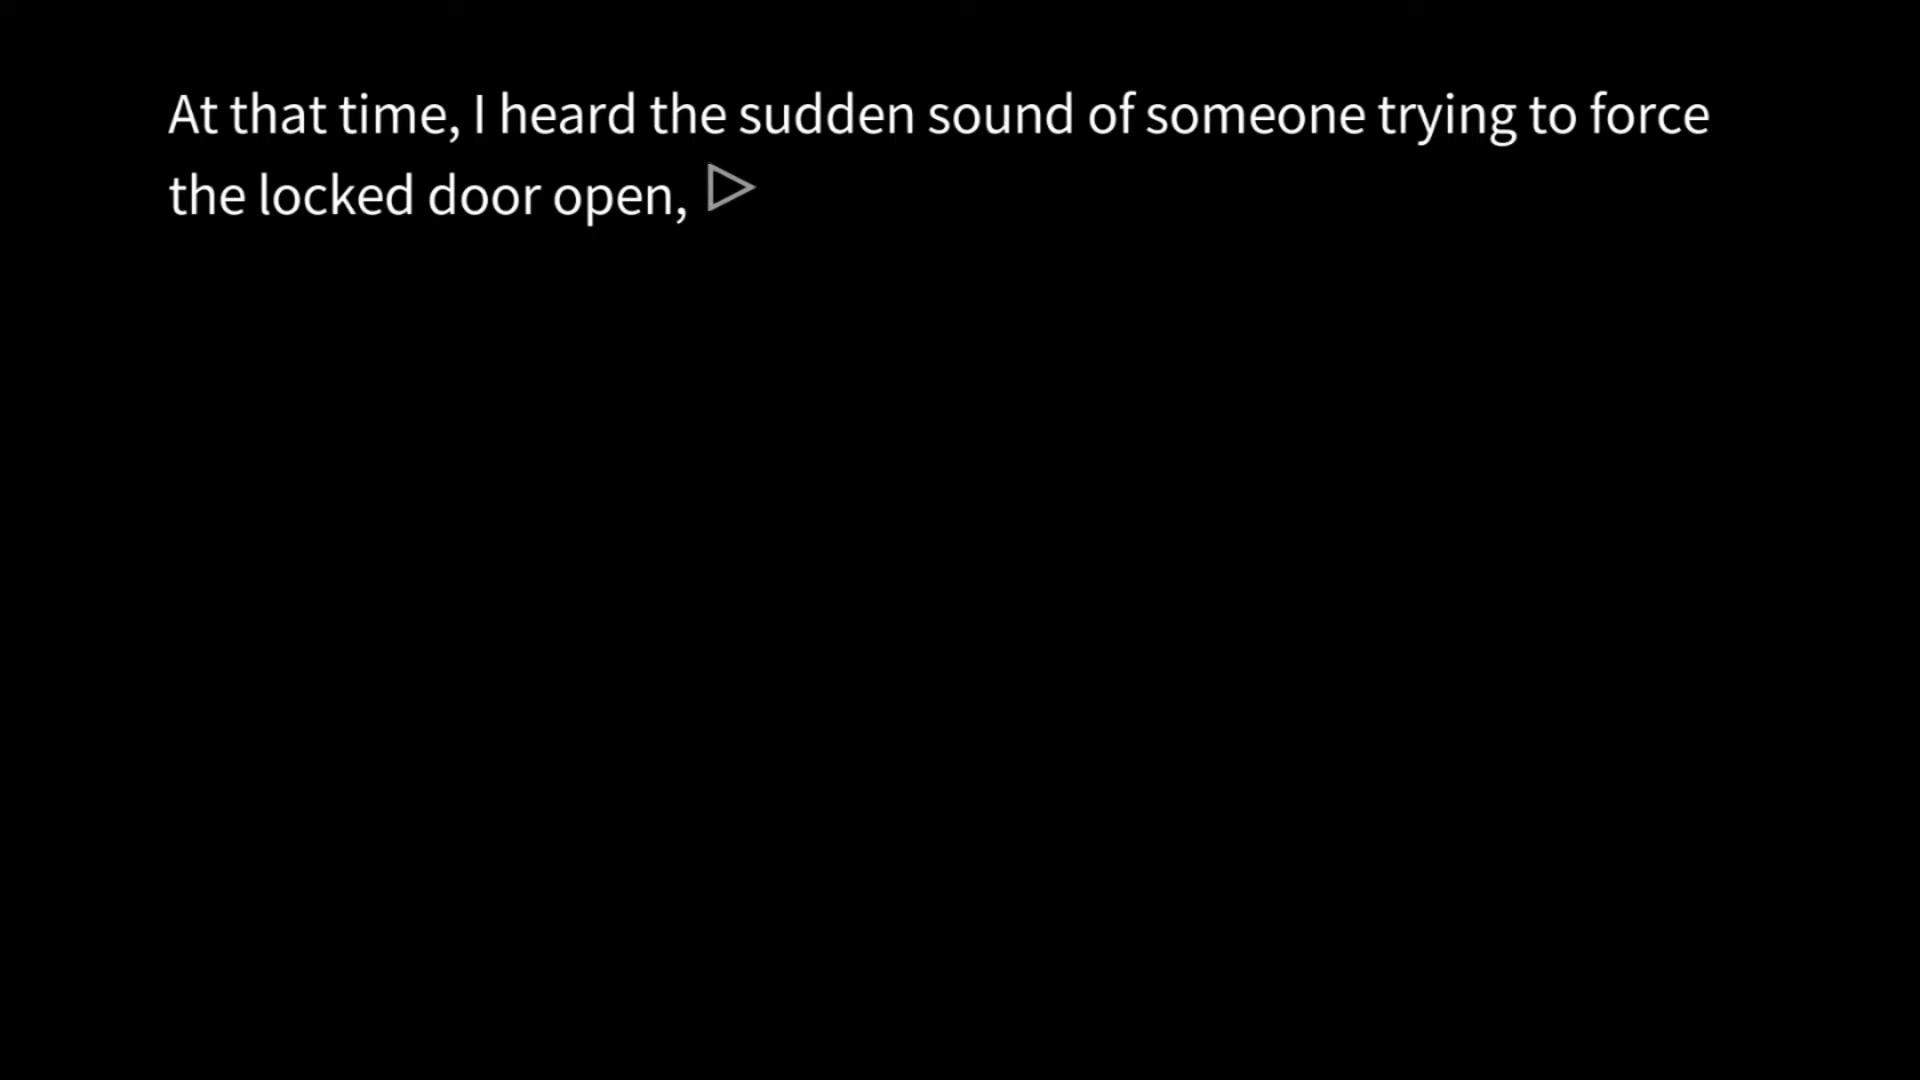 At that time, I heard the sudden sound of someone trying to force
the locked door open,